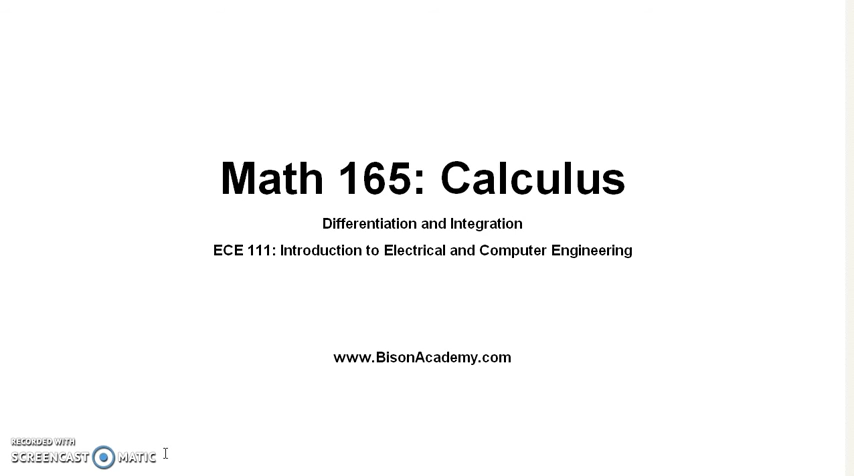 Math 165: Calculus
Differentiation and Integration
ECE 111: Introduction to Electrical and Computer Engineering
www.BisonAcademy.com
RECORDED WITH
SCREENCAST MATIC